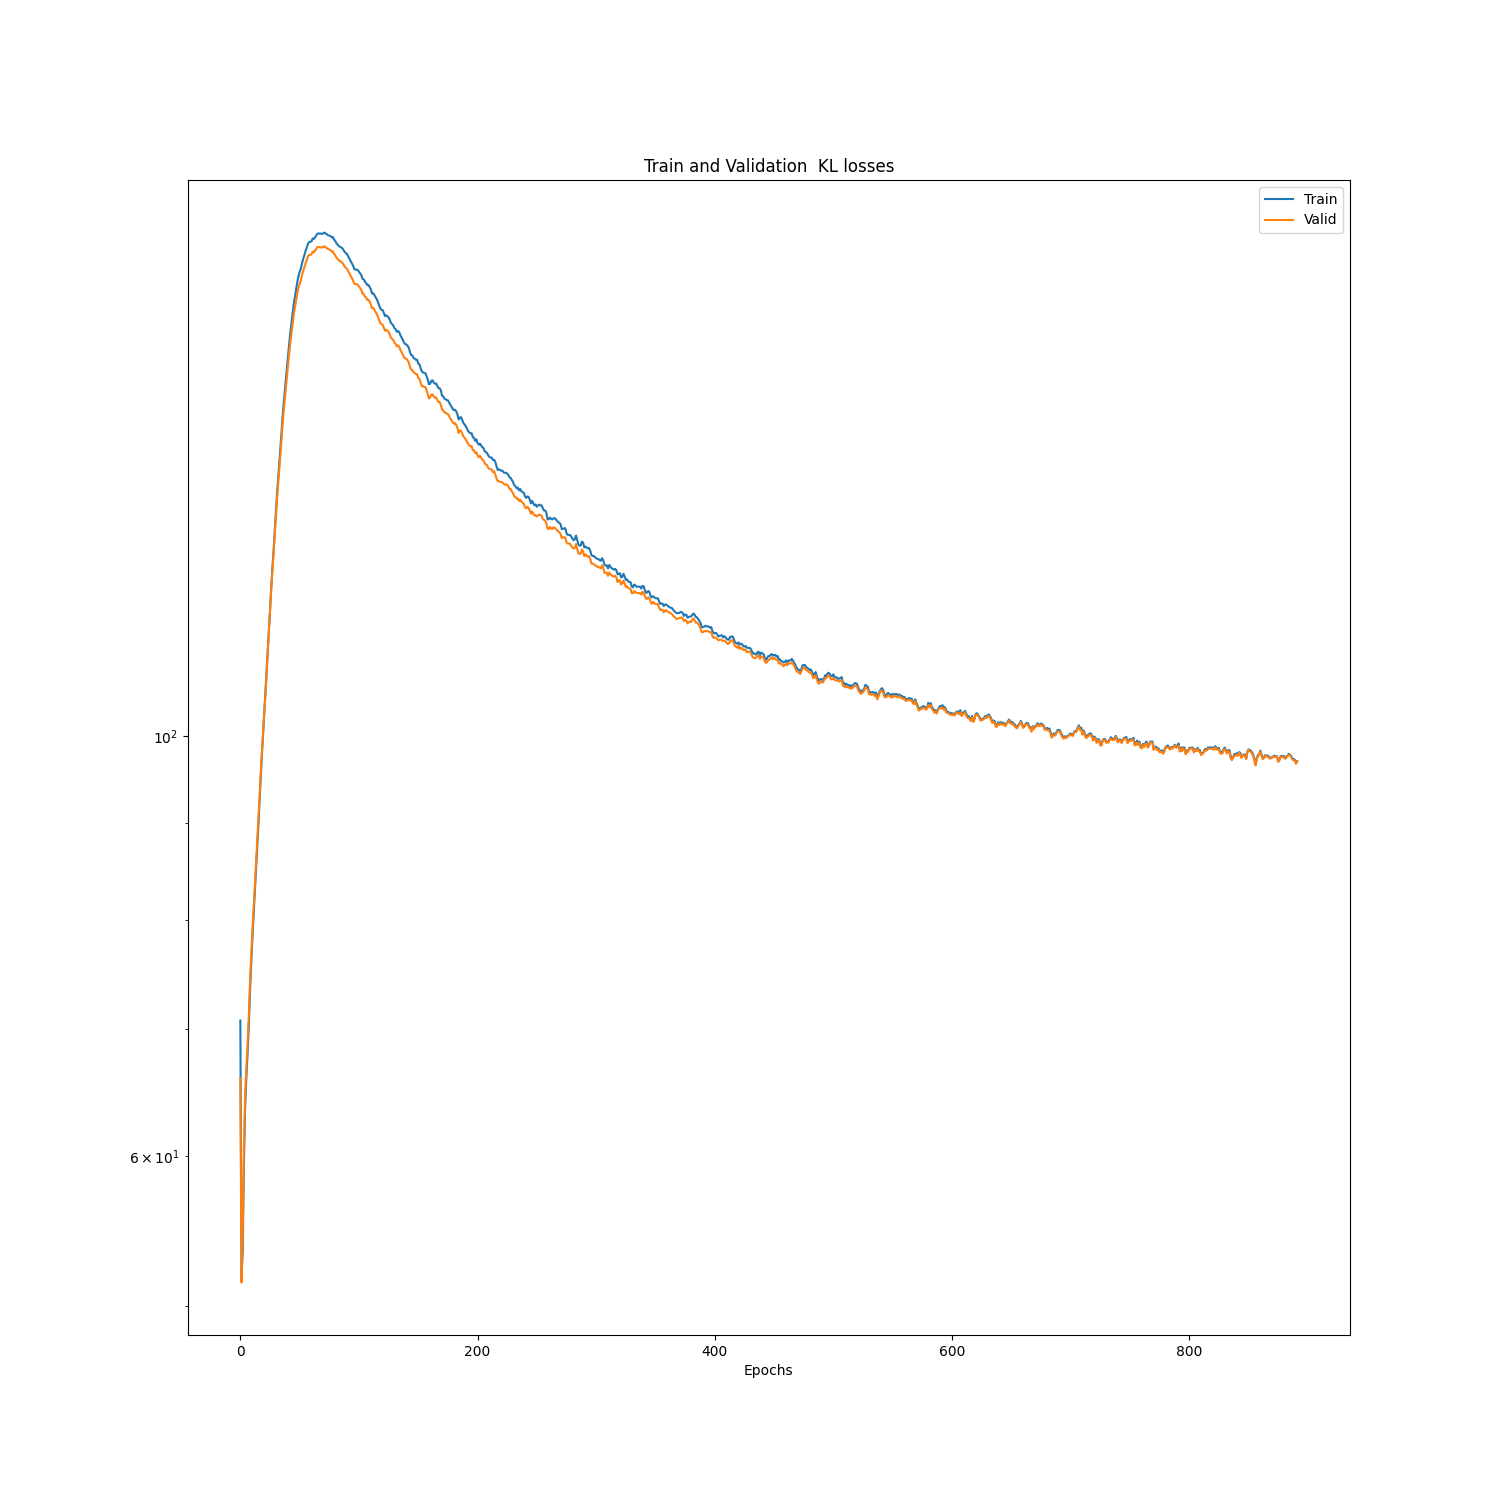 Train and Validation  KL losses
Train
Valid
10²
6 × 10¹
0 200 400 600 800
Epochs